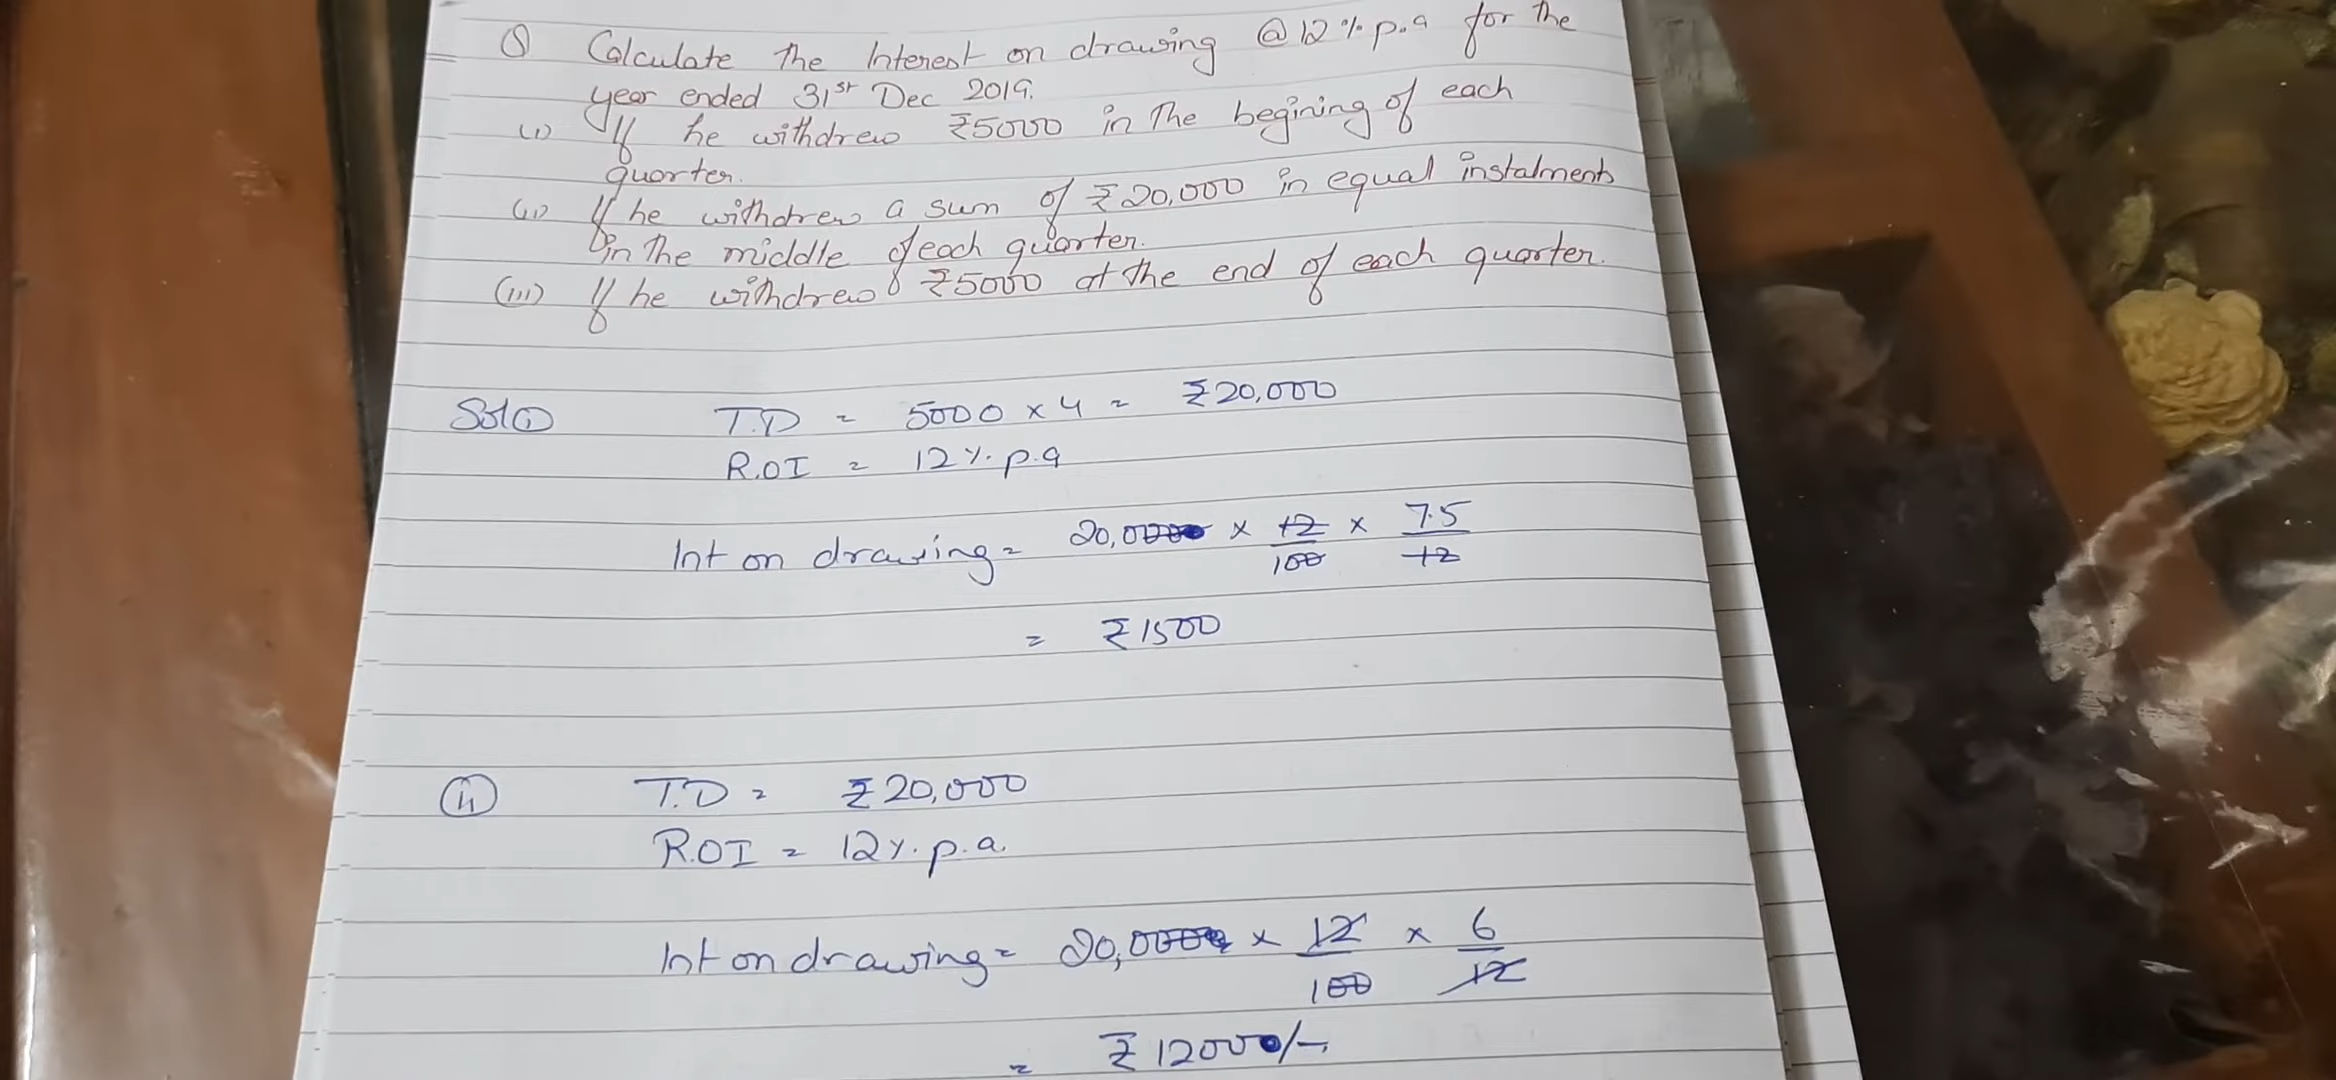 Q Calculate the Interest on drawing @ 12% p.a for the
year ended 31st Dec 2019.
(i) If he withdrew ₹5000 in the begining of each
quarter.
(ii) If he withdrew a sum of ₹20,000 in equal instalments
in the middle of each quarter.
(iii) If he withdrew ₹5000 at the end of each quarter.
Sol (i) T.D = 5000 x 4 = ₹20,000
R.OI = 12%. p.a
Int on drawing = 20,000 x 12/100 x 7.5/12
= ₹1500
(ii) T.D = ₹20,000
R.OI = 12%. p.a.
Int on drawing = 20,000 x 12/100 x 6/12
= ₹1200/-